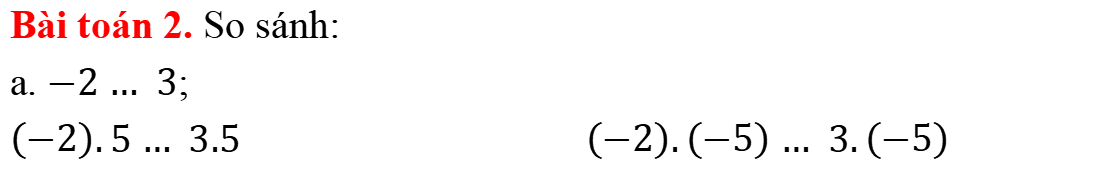 Bài toán 2. So sánh:
a. −2 ... 3;
(−2). 5 ... 3.5 (−2). (−5) ... 3. (−5)